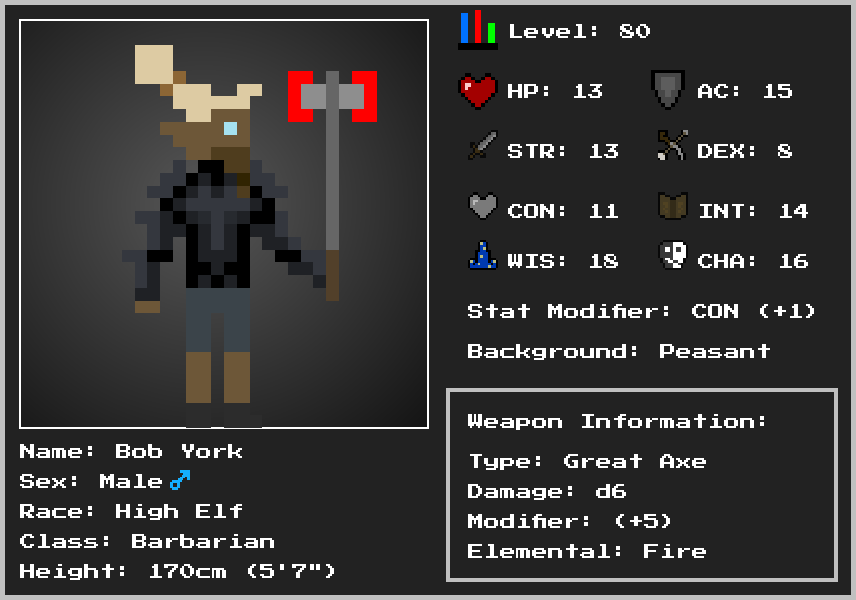 Level: 80
HP: 13 AC: 15
STR: 13 DEX: 8
CON: 11 INT: 14
WIS: 18 CHA: 16
Stat Modifier: CON (+1)
Background: Peasant
Weapon Information:
Type: Great Axe
Damage: d6
Modifier: (+5)
Elemental: Fire
Name: Bob York
Sex: Male♂
Race: High Elf
Class: Barbarian
Height: 170cm (5'7")